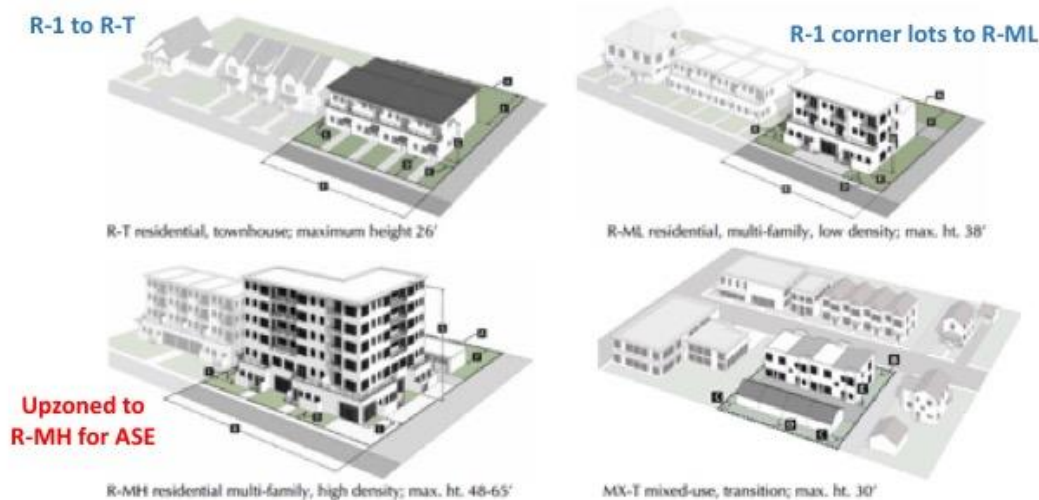 R-1 to R-T
R-1 corner lots to R-ML
R-T residential, townhouse; maximum height 26'
R-ML residential, multi-family, low density; max. ht. 38'
Upzoned to
R-MH for ASE
R-MH residential multi-family, high density; max. ht. 48-65'
MX-T mixed-use, transition; max. ht. 30'